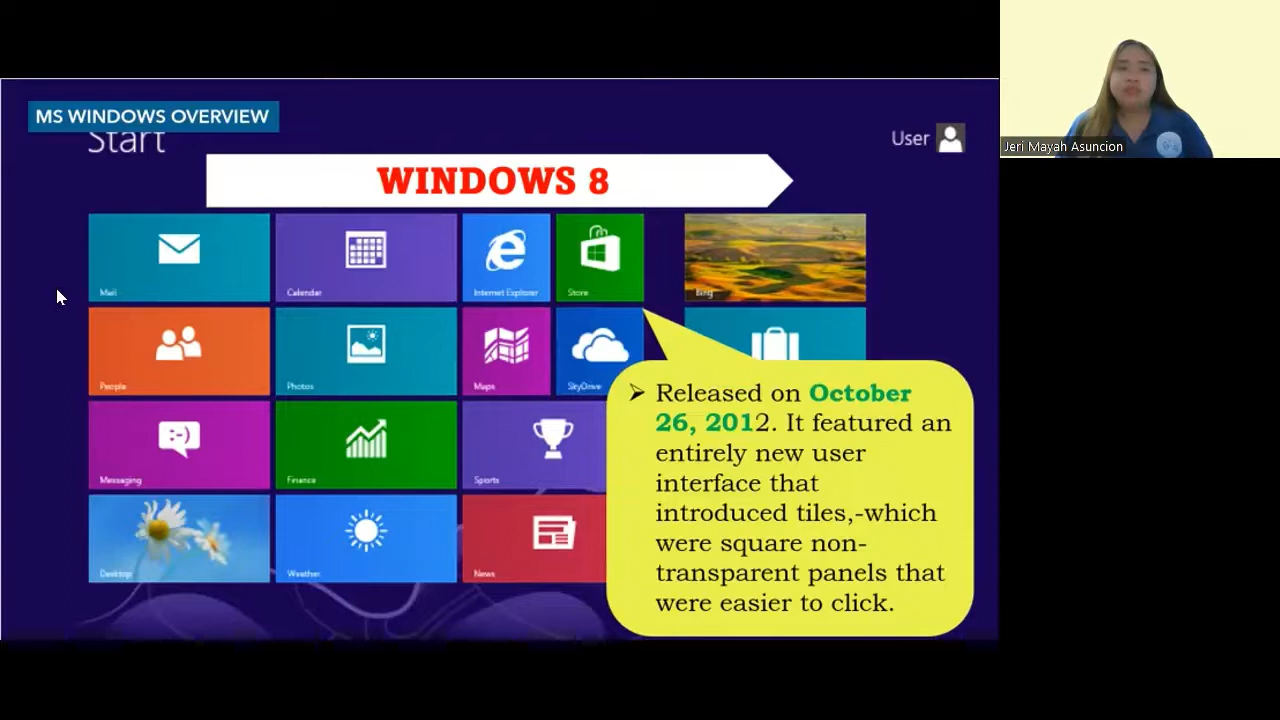 MS WINDOWS OVERVIEW
Start
User
Jeri Mayah Asuncion
WINDOWS 8
Mail
Calendar
Internet Explorer
Store
Bing
People
Photos
Maps
SkyDrive
➢ Released on October
26, 2012. It featured an
entirely new user
interface that
introduced tiles,-which
were square non-
transparent panels that
were easier to click.
Messaging
Finance
Sports
Desktop
Weather
News